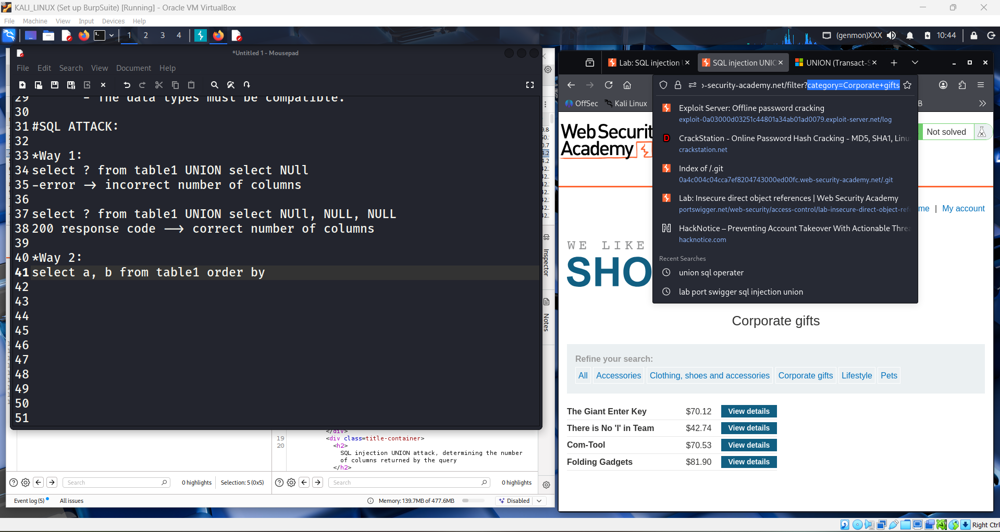 KALI_LINUX (Set up BurpSuite) [Running] - Oracle VM VirtualBox
File Machine View Input Devices Help
1 2 3 4
(genmon)XXX 10:44
*Untitled 1 - Mousepad
File Edit Search View Document Help
29 - The data types must be compatible.
30
31 #SQL ATTACK:
32
33 *Way 1:
34 select ? from table1 UNION select NUll
35 -error -> incorrect number of columns
36
37 select ? from table1 UNION select NUll, NULL, NULL
38 200 response code --> correct number of columns
39
40 *Way 2:
41 select a, b from table1 order by
42
43
44
45
46
47
48
49
50
51
Inspector
Notes
</div>
19 <div class=title-container>
20 <h2>
SQL injection UNION attack, determining the number
of columns returned by the query
</h2>
Search 0 highlights Selection: 5 (0x5)
Search 0 highlights
Event log (5) All issues
Memory: 139.7MB of 477.6MB Disabled
Lab: SQL injection
SQL injection UNIO
UNION (Transact-S
-security-academy.net/filter?category=Corporate+gifts
OffSec Kali Linux
Exploit Server: Offline password cracking
exploit-0a03000d03251c44801a34ab01ad0079.exploit-server.net/log
CrackStation - Online Password Hash Cracking - MD5, SHA1, Linu
crackstation.net
Index of /.git
0a4c004c04cca7ef8204743000ed00fc.web-security-academy.net/.git
Lab: Insecure direct object references | Web Security Academy
portswigger.net/web-security/access-control/lab-insecure-direct-object-ref
HackNotice – Preventing Account Takeover With Actionable Threa
hacknotice.com
Recent Searches
union sql operater
lab port swigger sql injection union
Web Securit
Academy
Not solved
me | My account
WE LIKE
SHO
Corporate gifts
Refine your search:
All Accessories Clothing, shoes and accessories Corporate gifts Lifestyle Pets
The Giant Enter Key $70.12 View details
There is No 'I' in Team $42.74 View details
Com-Tool $70.53 View details
Folding Gadgets $81.90 View details
Right Ctrl